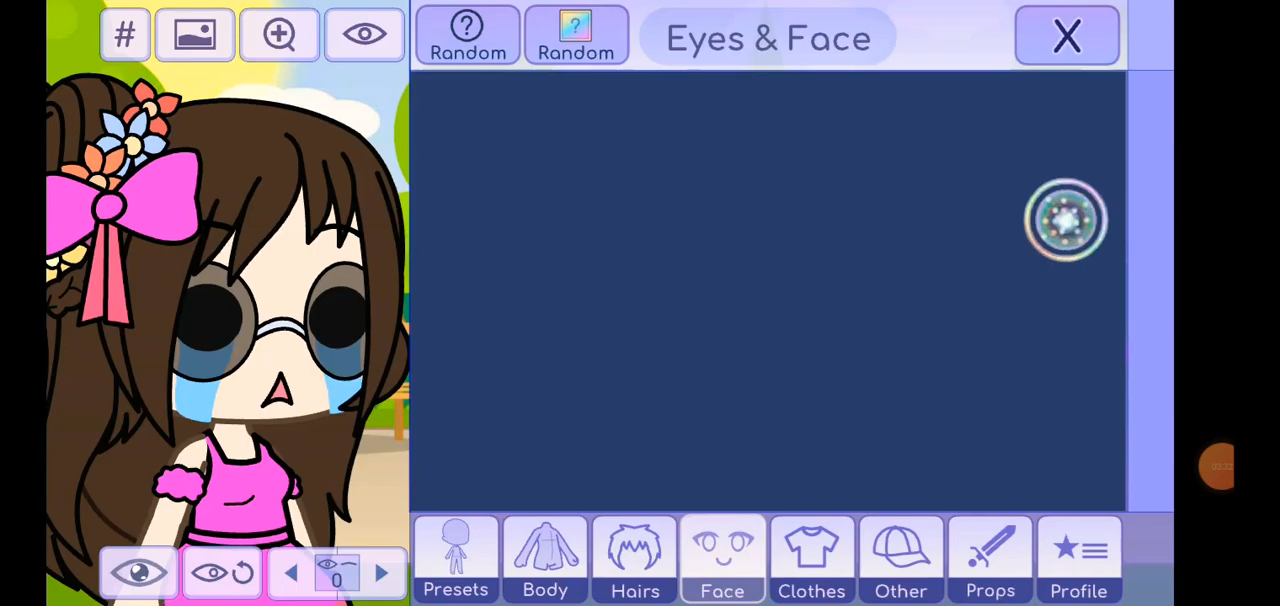 #
?
Random
?
Random
Eyes & Face
X
0
Presets
Body
Hairs
Face
Clothes
Other
Props
Profile